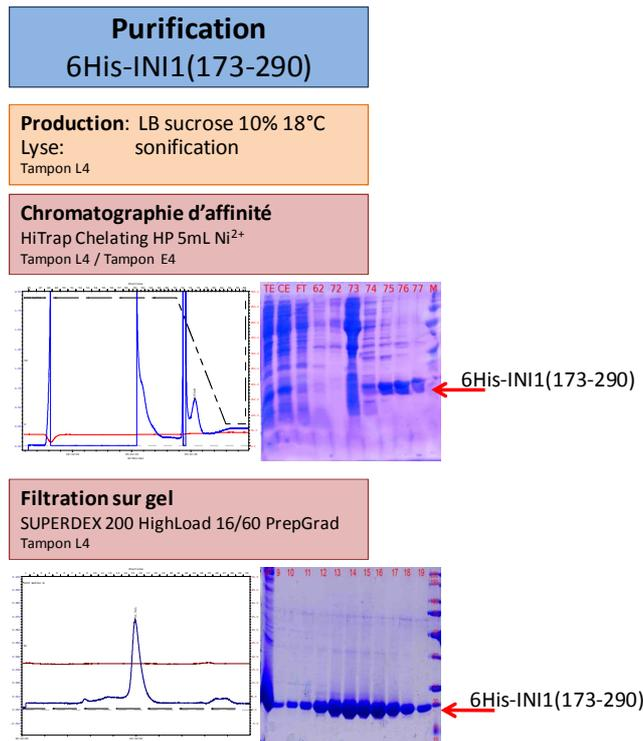 Purification
6His-INI1(173-290)
Production: LB sucrose 10% 18°C
Lyse: sonification
Tampon L4
Chromatographie d'affinité
HiTrap Chelating HP 5mL Ni²⁺
Tampon L4 / Tampon E4
TE CE FT 62 72 73 74 75 76 77 M
6His-INI1(173-290)
Filtration sur gel
SUPERDEX 200 HighLoad 16/60 PrepGrad
Tampon L4
9 10 11 12 13 14 15 16 17 18 19
6His-INI1(173-290)